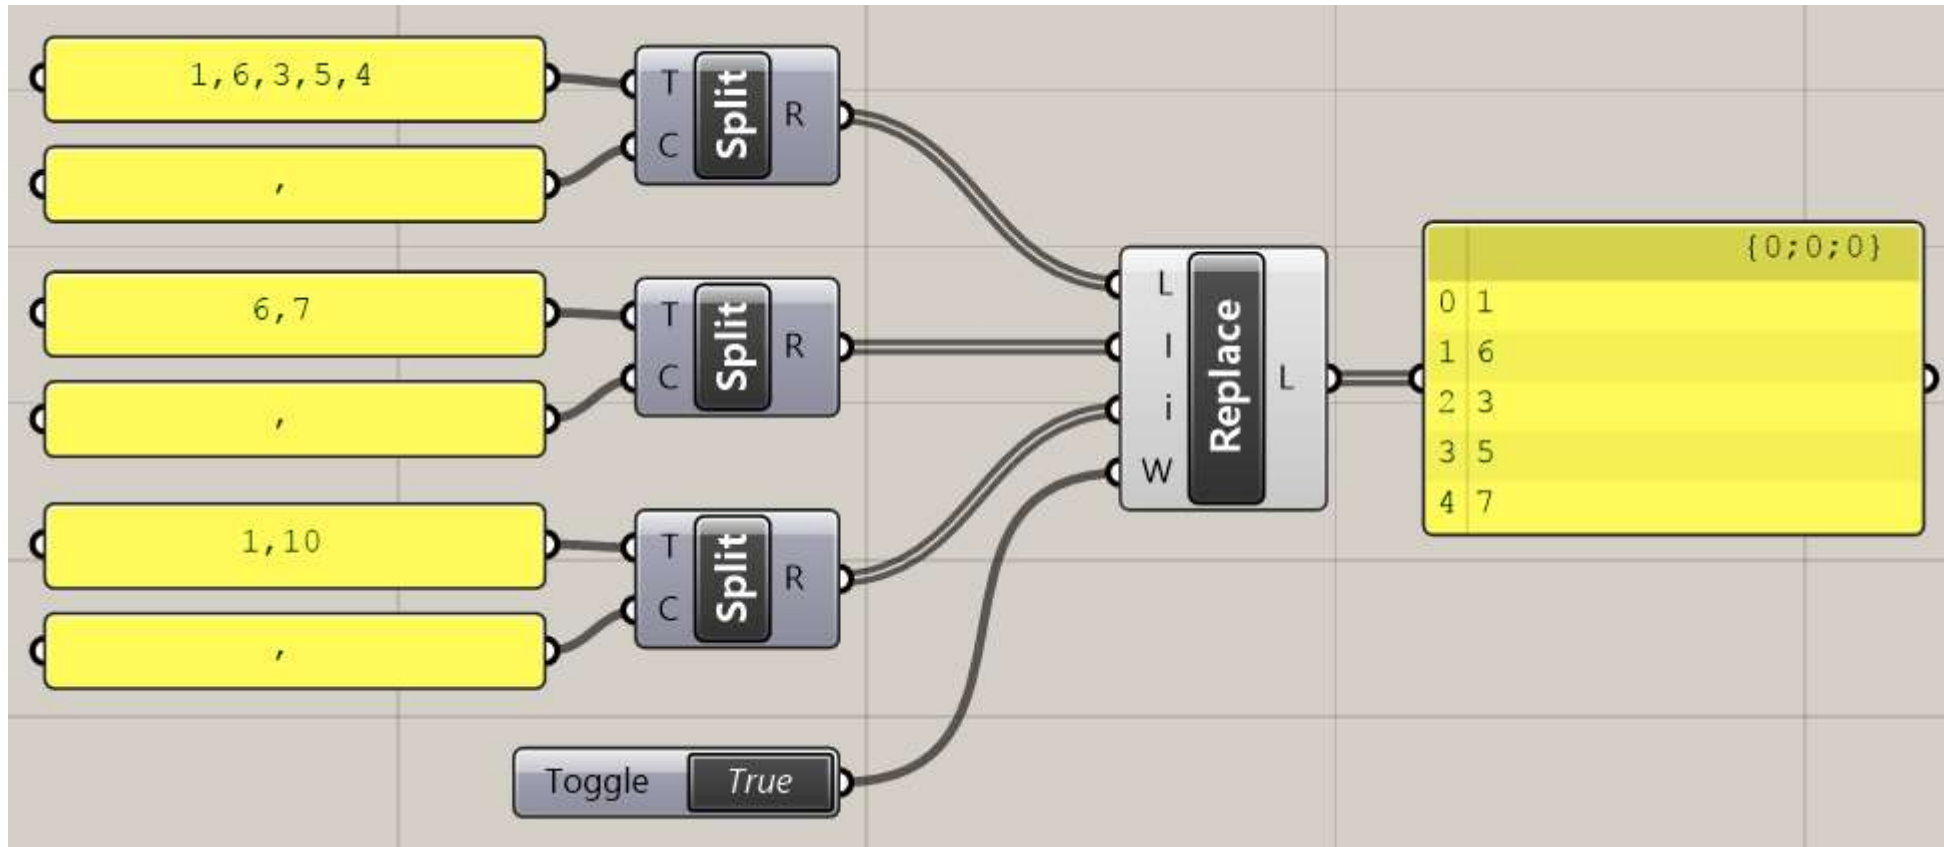 1,6,3,5,4
,
T
C
Split
R
6,7
,
T
C
Split
R
1,10
,
T
C
Split
R
Toggle True
L
I
i
W
Replace
L
{0;0;0}
0 1
1 6
2 3
3 5
4 7